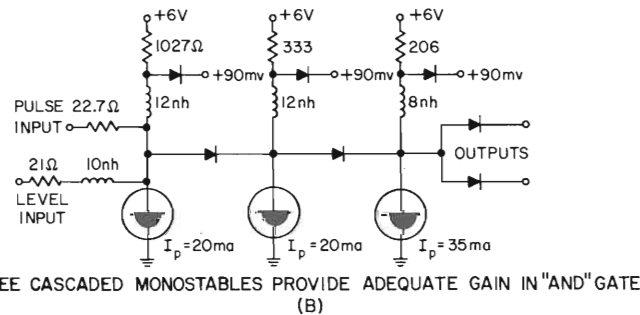 +6V +6V +6V
1027Ω 333 206
+90mv +90mv +90mv
12nh 12nh 8nh
PULSE 22.7Ω
INPUT
21Ω 10nh
LEVEL
INPUT
OUTPUTS
Ip=20ma Ip=20ma Ip=35ma
EE CASCADED MONOSTABLES PROVIDE ADEQUATE GAIN IN "AND" GATE
(B)